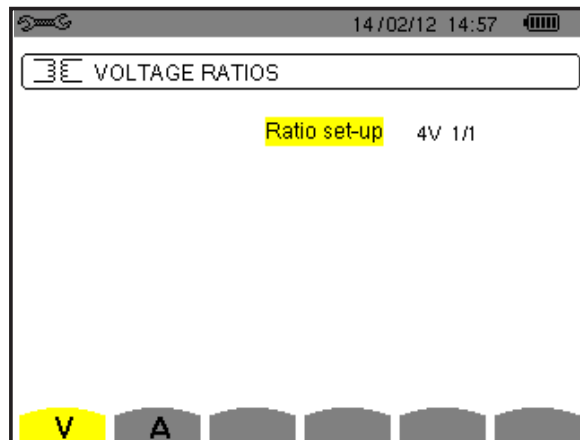 14/02/12 14:57
VOLTAGE RATIOS
Ratio set-up 4V 1/1
V A